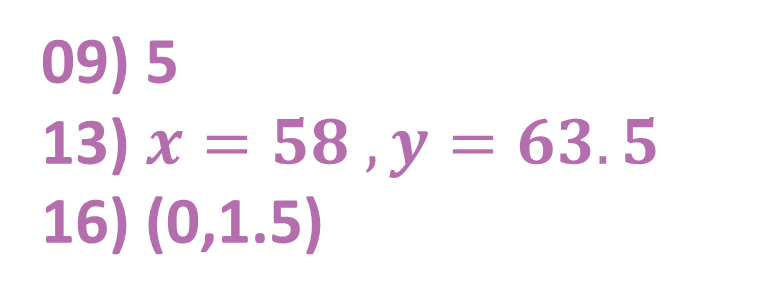 09) 5
13) x = 58 , y = 63.5
16) (0,1.5)